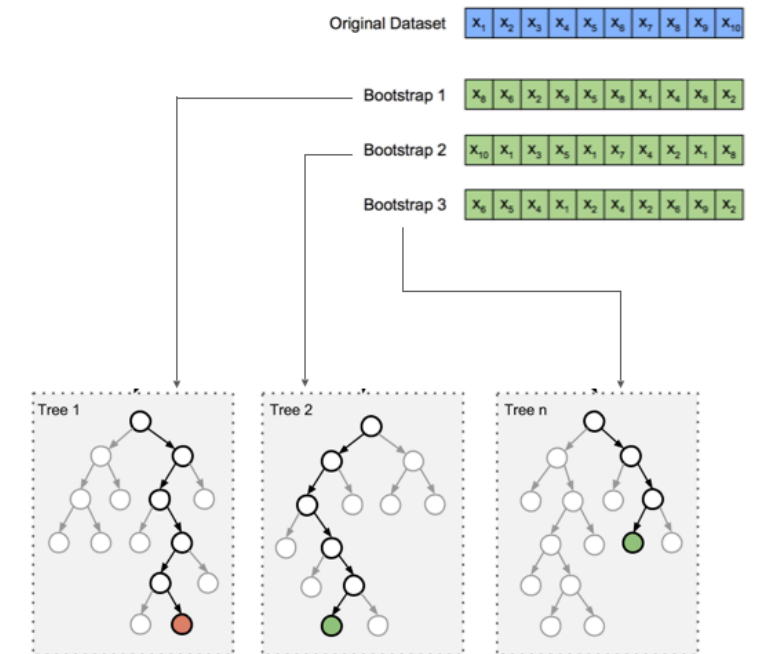 Original Dataset x₁ x₂ x₃ x₄ x₅ x₆ x₇ x₈ x₉ x₁₀
Bootstrap 1 x₈ x₆ x₂ x₉ x₅ x₈ x₁ x₄ x₈ x₂
Bootstrap 2 x₁₀ x₁ x₃ x₅ x₁ x₇ x₄ x₂ x₁ x₈
Bootstrap 3 x₆ x₅ x₄ x₁ x₂ x₄ x₂ x₆ x₉ x₂
Tree 1 Tree 2 Tree n